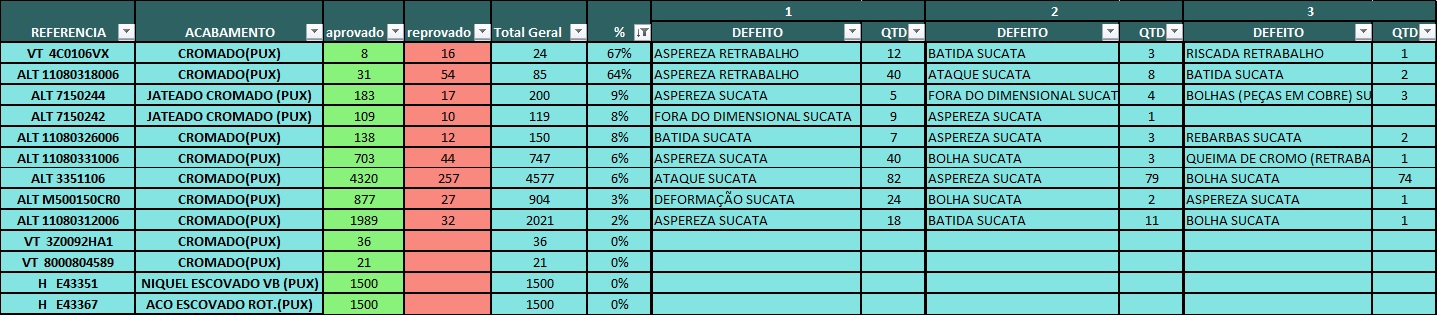 1 2 3
REFERENCIA ACABAMENTO aprovado reprovado Total Geral % DEFEITO QTD DEFEITO QTD DEFEITO QTD
VT 4C0106VX CROMADO(PUX) 8 16 24 67% ASPEREZA RETRABALHO 12 BATIDA SUCATA 3 RISCADA RETRABALHO 1
ALT 11080318006 CROMADO(PUX) 31 54 85 64% ASPEREZA RETRABALHO 40 ATAQUE SUCATA 8 BATIDA SUCATA 2
ALT 7150244 JATEADO CROMADO (PUX) 183 17 200 9% ASPEREZA SUCATA 5 FORA DO DIMENSIONAL SUCAT 4 BOLHAS (PEÇAS EM COBRE) SU 3
ALT 7150242 JATEADO CROMADO (PUX) 109 10 119 8% FORA DO DIMENSIONAL SUCATA 9 ASPEREZA SUCATA 1
ALT 11080326006 CROMADO(PUX) 138 12 150 8% BATIDA SUCATA 7 ASPEREZA SUCATA 3 REBARBAS SUCATA 2
ALT 11080331006 CROMADO(PUX) 703 44 747 6% ASPEREZA SUCATA 40 BOLHA SUCATA 3 QUEIMA DE CROMO (RETRABA 1
ALT 3351106 CROMADO(PUX) 4320 257 4577 6% ATAQUE SUCATA 82 ASPEREZA SUCATA 79 BOLHA SUCATA 74
ALT M500150CR0 CROMADO(PUX) 877 27 904 3% DEFORMAÇÃO SUCATA 24 BOLHA SUCATA 2 ASPEREZA SUCATA 1
ALT 11080312006 CROMADO(PUX) 1989 32 2021 2% ASPEREZA SUCATA 18 BATIDA SUCATA 11 BOLHA SUCATA 1
VT 3Z0092HA1 CROMADO(PUX) 36 36 0%
VT 8000804589 CROMADO(PUX) 21 21 0%
H E43351 NIQUEL ESCOVADO VB (PUX) 1500 1500 0%
H E43367 ACO ESCOVADO ROT.(PUX) 1500 1500 0%